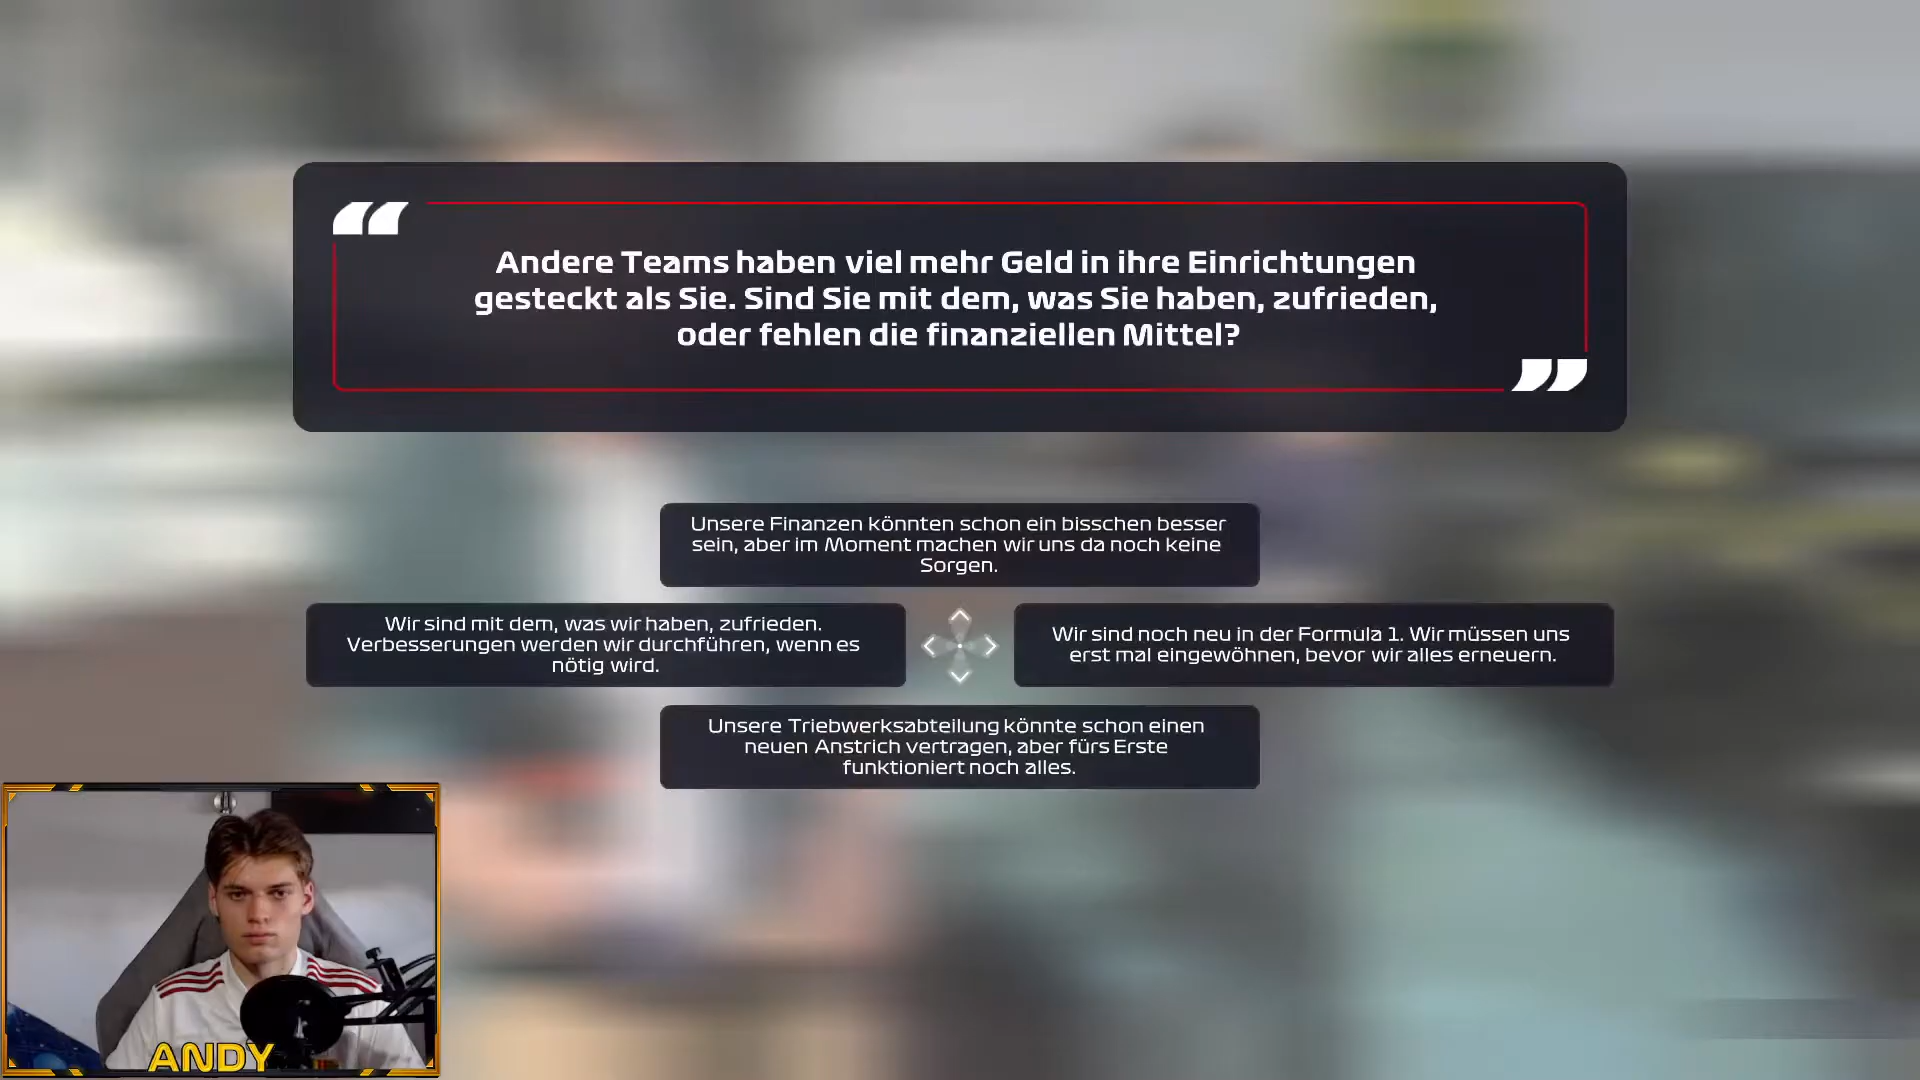 Andere Teams haben viel mehr Geld in ihre Einrichtungen
gesteckt als Sie. Sind Sie mit dem, was Sie haben, zufrieden,
oder fehlen die finanziellen Mittel?
Unsere Finanzen könnten schon ein bisschen besser
sein, aber im Moment machen wir uns da noch keine
Sorgen.
Wir sind mit dem, was wir haben, zufrieden.
Verbesserungen werden wir durchführen, wenn es
nötig wird.
Wir sind noch neu in der Formula 1. Wir müssen uns
erst mal eingewöhnen, bevor wir alles erneuern.
Unsere Triebwerksabteilung könnte schon einen
neuen Anstrich vertragen, aber fürs Erste
funktioniert noch alles.
ANDY